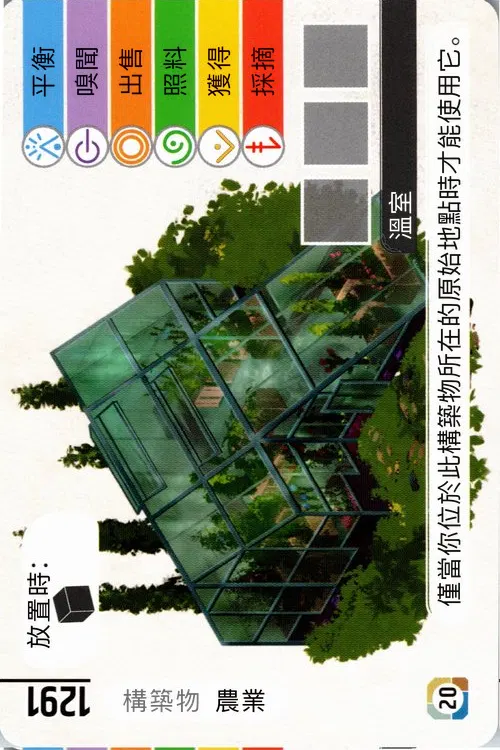 1291
構築物 農業
放置時：
平衡
嗅聞
出售
照料
獲得
採摘
溫室
僅當你位於此構築物所在的原始地點時才能使用它。
20